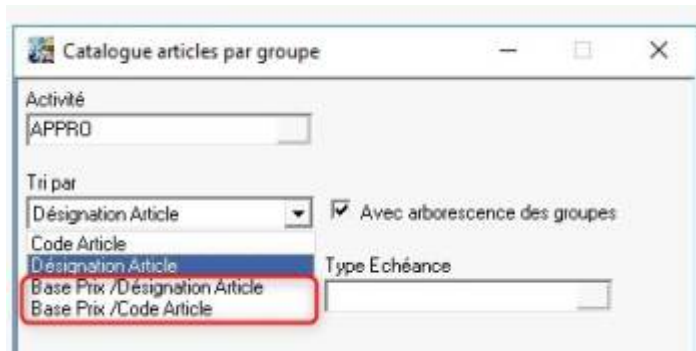 Catalogue articles par groupe
Activité
APPRO
Tri par
Désignation Article
Avec arborescence des groupes
Code Article
Désignation Article
Type Echéance
Base Prix /Désignation Article
Base Prix /Code Article